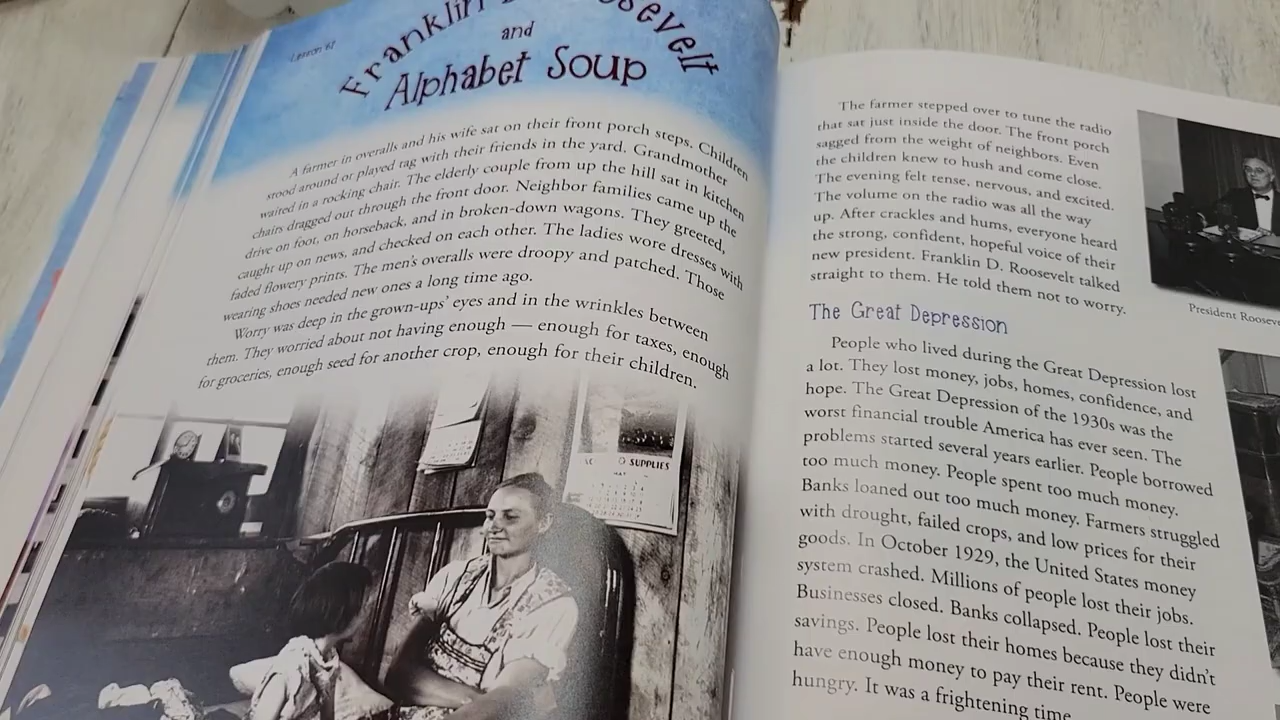 Lesson 61
Franklin
Roosevelt
and
Alphabet Soup
A farmer in overalls and his wife sat on their front porch steps. Children
stood around or played tag with their friends in the yard. Grandmother
waited in a rocking chair. The elderly couple from up the hill sat in kitchen
chairs dragged out through the front door. Neighbor families came up the
drive on foot, on horseback, and in broken-down wagons. They greeted,
caught up on news, and checked on each other. The ladies wore dresses with
faded flowery prints. The men's overalls were droopy and patched. Those
wearing shoes needed new ones a long time ago.
Worry was deep in the grown-ups' eyes and in the wrinkles between
them. They worried about not having enough — enough for taxes, enough
for groceries, enough seed for another crop, enough for their children.
SUPPLIES
MAY
The farmer stepped over to tune the radio
that sat just inside the door. The front porch
sagged from the weight of neighbors. Even
the children knew to hush and come close.
The evening felt tense, nervous, and excited.
The volume on the radio was all the way
up. After crackles and hums, everyone heard
the strong, confident, hopeful voice of their
new president. Franklin D. Roosevelt talked
straight to them. He told them not to worry.
President Rooseve
The Great Depression
People who lived during the Great Depression lost
a lot. They lost money, jobs, homes, confidence, and
hope. The Great Depression of the 1930s was the
worst financial trouble America has ever seen. The
problems started several years earlier. People borrowed
too much money. People spent too much money.
Banks loaned out too much money. Farmers struggled
with drought, failed crops, and low prices for their
goods. In October 1929, the United States money
system crashed. Millions of people lost their jobs.
Businesses closed. Banks collapsed. People lost their
savings. People lost their homes because they didn't
have enough money to pay their rent. People were
hungry. It was a frightening time.